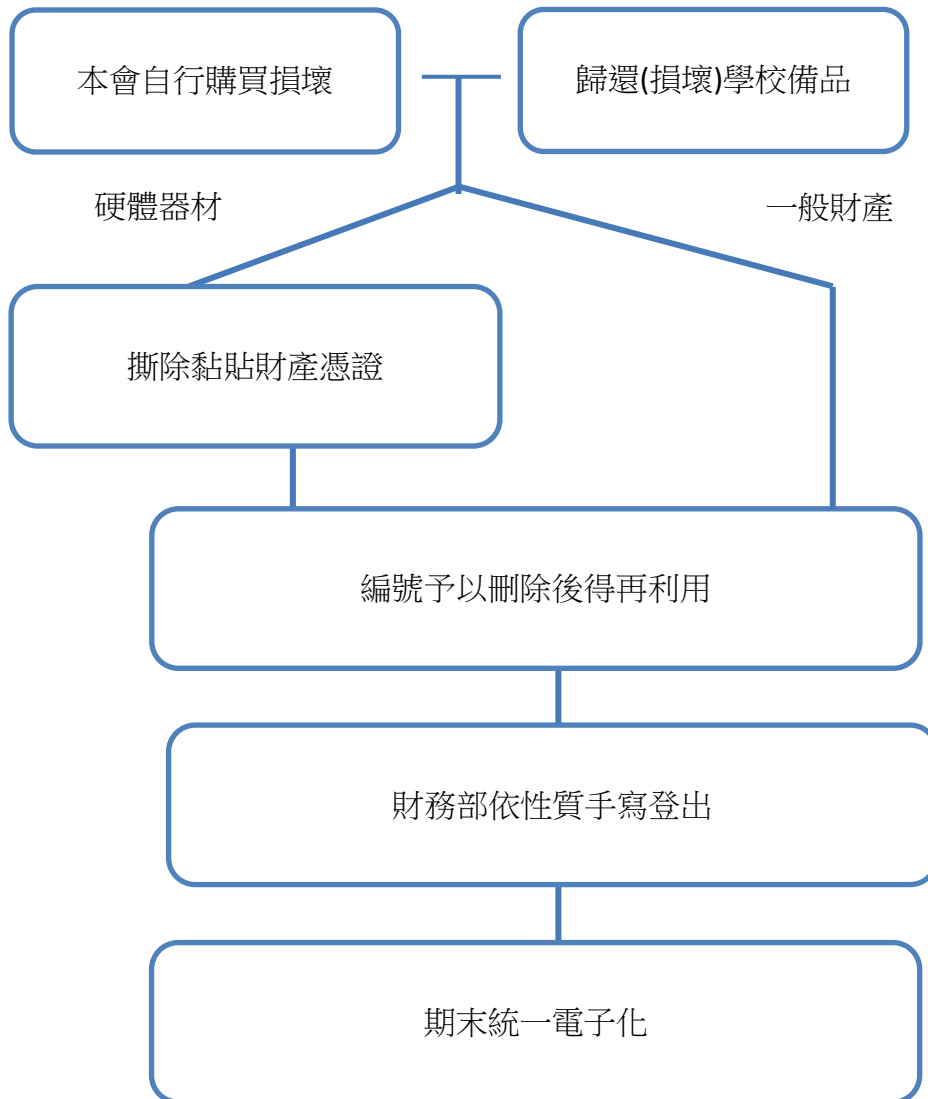 本會自行購買損壞
歸還(損壞)學校備品
硬體器材
一般財產
撕除黏貼財產憑證
編號予以刪除後得再利用
財務部依性質手寫登出
期末統一電子化